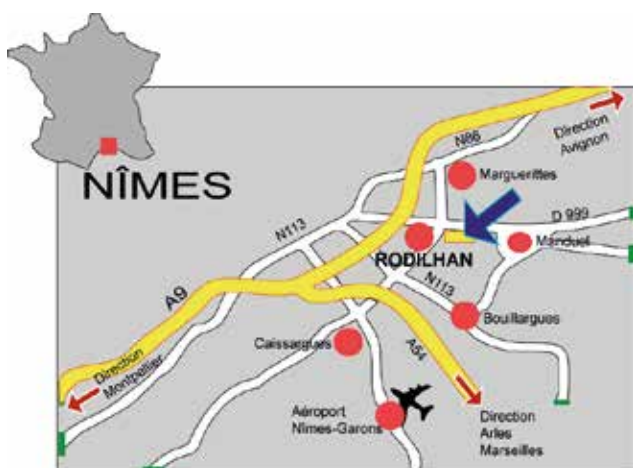 NÎMES
N86
Direction
Avignon
Marguerittes
D 999
N113
RODILHAN
Manduel
N113
A9
Bouillargues
Direction
Montpellier
Caissargues
A54
Aéroport
Nîmes-Garons
Direction
Arles
Marseilles